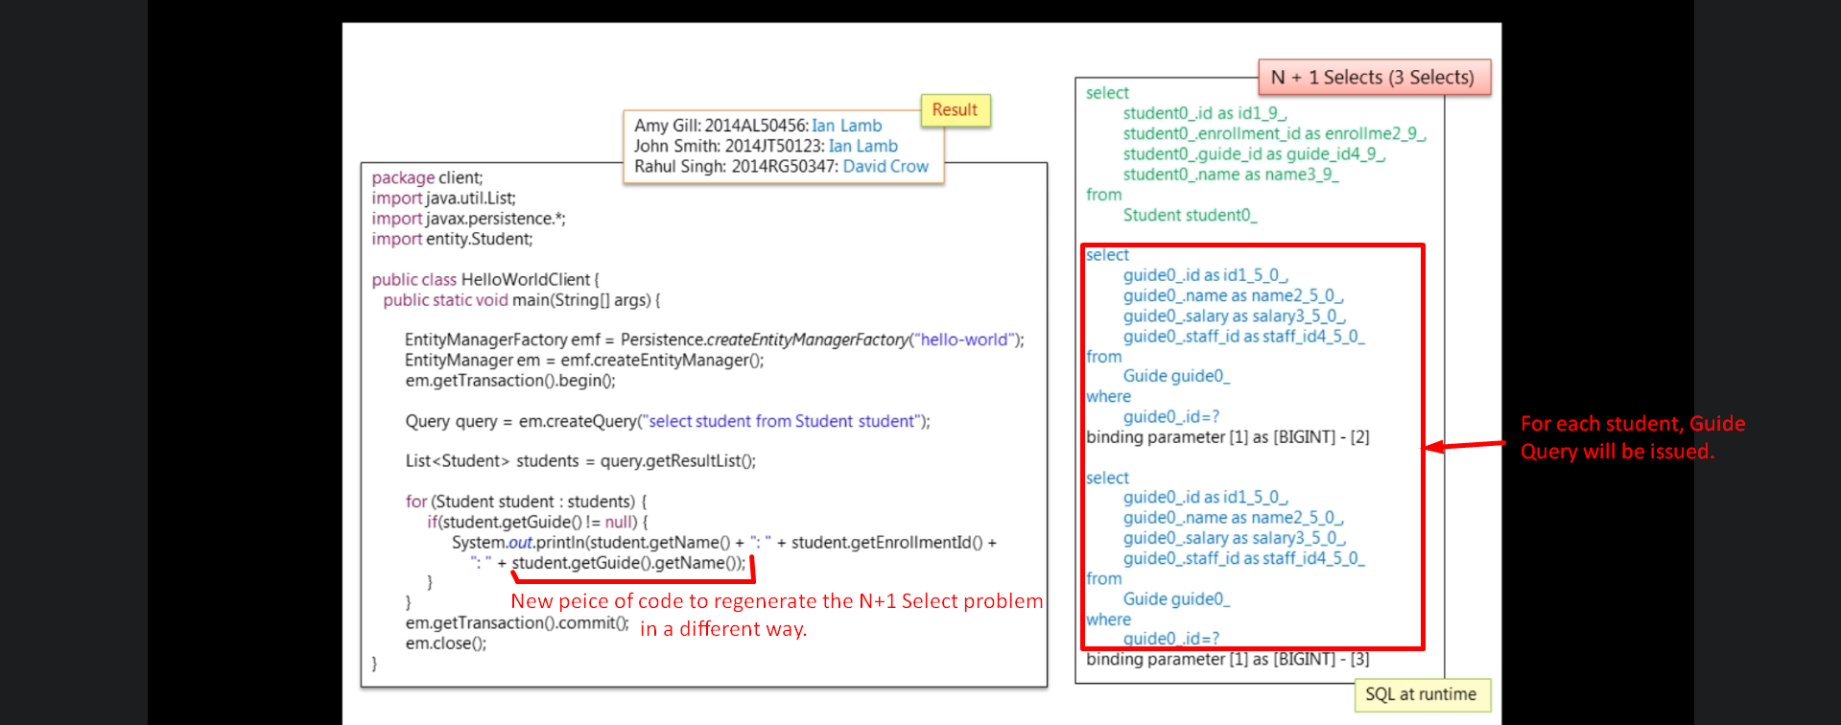 Result
Amy Gill: 2014AL50456: Ian Lamb
John Smith: 2014JT50123: Ian Lamb
Rahul Singh: 2014RG50347: David Crow
package client;
import java.util.List;
import javax.persistence.*;
import entity.Student;
public class HelloWorldClient {
public static void main(String[] args) {
EntityManagerFactory emf = Persistence.createEntityManagerFactory("hello-world");
EntityManager em = emf.createEntityManager();
em.getTransaction().begin();
Query query = em.createQuery("select student from Student student");
List<Student> students = query.getResultList();
for (Student student : students) {
if(student.getGuide() != null) {
System.out.println(student.getName() + ": " + student.getEnrollmentId() +
": " + student.getGuide().getName());
}
}
New peice of code to regenerate the N+1 Select problem
in a different way.
em.getTransaction().commit();
em.close();
}
N + 1 Selects (3 Selects)
select
student0_.id as id1_9_,
student0_.enrollment_id as enrollme2_9_,
student0_.guide_id as guide_id4_9_,
student0_.name as name3_9_
from
Student student0_
select
guide0_.id as id1_5_0_,
guide0_.name as name2_5_0_,
guide0_.salary as salary3_5_0_,
guide0_.staff_id as staff_id4_5_0_
from
Guide guide0_
where
guide0_.id=?
binding parameter [1] as [BIGINT] - [2]
select
guide0_.id as id1_5_0_,
guide0_.name as name2_5_0_,
guide0_.salary as salary3_5_0_,
guide0_.staff_id as staff_id4_5_0_
from
Guide guide0_
where
guide0_.id=?
binding parameter [1] as [BIGINT] - [3]
SQL at runtime
For each student, Guide
Query will be issued.